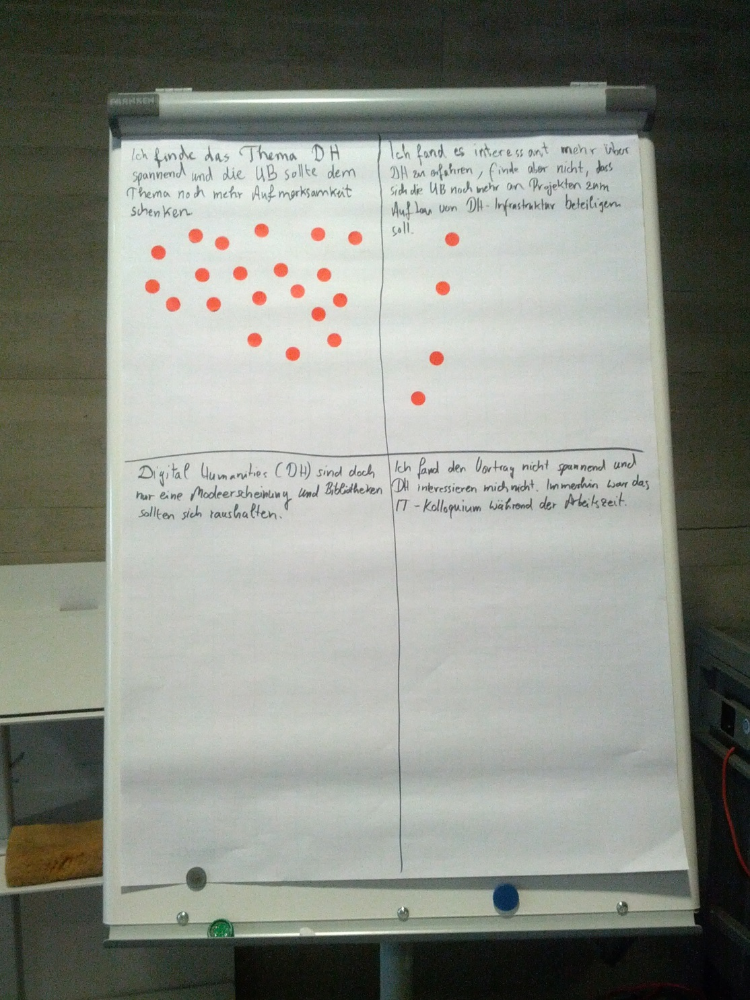 FRANKEN
Ich finde das Thema DH
spannend und die UB sollte dem
Thema noch mehr Aufmerksamkeit
schenken
Ich fand es interessant mehr über
DH zu erfahren, finde aber nicht, dass
sich die UB noch mehr an Projekten zum
Aufbau von DH-Infrastruktur beteiligen
soll.
Digital Humanities (DH) sind doch
nur eine Modeerscheinung und Bibliotheken
sollten sich raushalten.
Ich fand den Vortrag nicht spannend und
DH interessieren mich nicht. Immerhin war das
IT-Kolloquium während der Arbeitszeit.